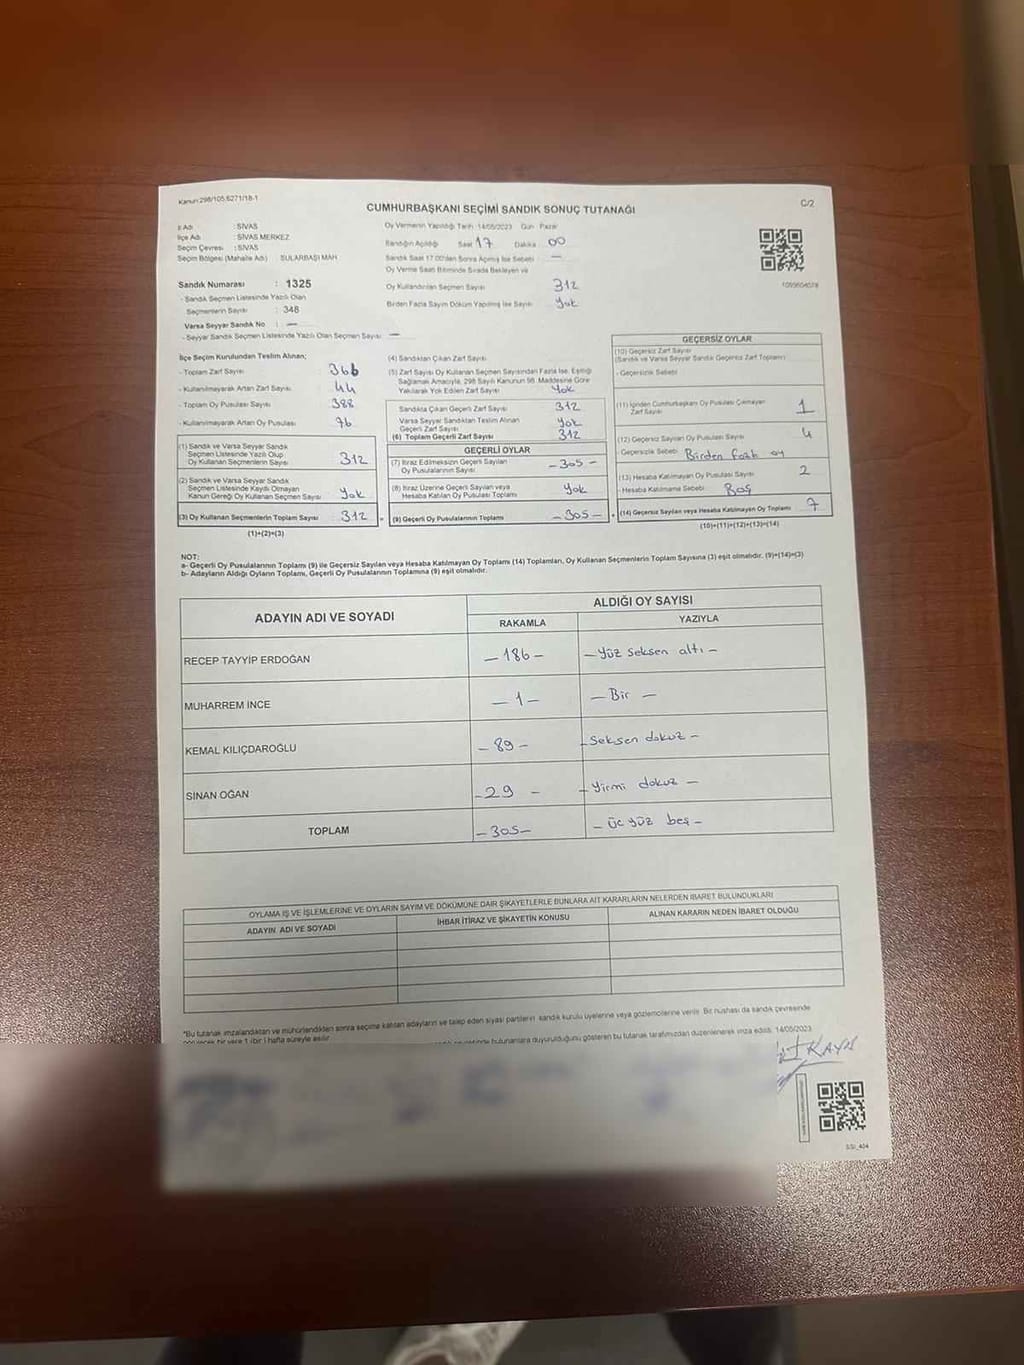 Kanun:298/105,6271/18-1
CUMHURBAŞKANI SEÇİMİ SANDIK SONUÇ TUTANAĞI
C/2
İl Adı : SİVAS
İlçe Adı : SİVAS MERKEZ
Seçim Çevresi : SİVAS
Seçim Bölgesi (Mahalle Adı) SULARBAŞI MAH
Oy Vermenin Yapıldığı Tarih 14/05/2023 Gün Pazar
Sandığın Açıldığı Saat 17 Dakika 00
Sandık Saat 17:00'den Sonra Açılmış İse Sebebi —
Oy Verme Saati Bitiminde Sırada Bekleyen ve
Oy Kullandırılan Seçmen Sayısı 312
Birden Fazla Sayım Döküm Yapılmış İse Sayısı Yok
Sandık Numarası : 1325
- Sandık Seçmen Listesinde Yazılı Olan
Seçmenlerin Sayısı : 348
Varsa Seyyar Sandık No : —
- Seyyar Sandık Seçmen Listesinde Yazılı Olan Seçmen Sayısı —
İlçe Seçim Kurulundan Teslim Alınan;
- Toplam Zarf Sayısı 366
- Kullanılmayarak Artan Zarf Sayısı 44
- Toplam Oy Pusulası Sayısı 388
- Kullanılmayarak Artan Oy Pusulası 76
(1) Sandık ve Varsa Seyyar Sandık
Seçmen Listesinde Yazılı Olup
Oy Kullanan Seçmenlerin Sayısı 312
(2) Sandık ve Varsa Seyyar Sandık
Seçmen Listesinde Kayıtlı Olmayan
Kanun Gereği Oy Kullanan Seçmen Sayısı Yok
(3) Oy Kullanan Seçmenlerin Toplam Sayısı 312
(1)+(2)=(3)
(4) Sandıktan Çıkan Zarf Sayısı
(5) Zarf Sayısı Oy Kullanan Seçmen Sayısından Fazla İse, Eşitliği
Sağlamak Amacıyla, 298 Sayılı Kanunun 98. Maddesine Göre
Yakılarak Yok Edilen Zarf Sayısı Yok
Sandıkta Çıkan Geçerli Zarf Sayısı 312
Varsa Seyyar Sandıktan Teslim Alınan
Geçerli Zarf Sayısı Yok
(6) Toplam Geçerli Zarf Sayısı 312
GEÇERLİ OYLAR
(7) İtiraz Edilmeksizin Geçerli Sayılan
Oy Pusulalarının Sayısı -305-
(8) İtiraz Üzerine Geçerli Sayılan veya
Hesaba Katılan Oy Pusulası Toplamı Yok
(9) Geçerli Oy Pusulalarının Toplamı -305-
GEÇERSİZ OYLAR
(10) Geçersiz Zarf Sayısı
(Sandık ve Varsa Seyyar Sandık Geçersiz Zarf Toplamı)
- Geçersizlik Sebebi
(11) İçinden Cumhurbaşkanı Oy Pusulası Çıkmayan
Zarf Sayısı 1
(12) Geçersiz Sayılan Oy Pusulası Sayısı 4
- Geçersizlik Sebebi Birden fazla oy
(13) Hesaba Katılmayan Oy Pusulası Sayısı 2
- Hesaba Katılmama Sebebi Boş
(14) Geçersiz Sayılan veya Hesaba Katılmayan Oy Toplamı 7
(10)+(11)+(12)+(13)=(14)
NOT:
a- Geçerli Oy Pusulalarının Toplamı (9) ile Geçersiz Sayılan veya Hesaba Katılmayan Oy Toplamı (14) Toplamları, Oy Kullanan Seçmenlerin Toplam Sayısına (3) eşit olmalıdır. (9)+(14)=(3)
b- Adayların Aldığı Oyların Toplamı, Geçerli Oy Pusulalarının Toplamına (9) eşit olmalıdır.
ADAYIN ADI VE SOYADI
ALDIĞI OY SAYISI
RAKAMLA YAZIYLA
RECEP TAYYİP ERDOĞAN -186- -Yüz Seksen altı-
MUHARREM İNCE -1- -Bir-
KEMAL KILIÇDAROĞLU -89- -Seksen dokuz-
SİNAN OĞAN -29- -Yirmi dokuz-
TOPLAM -305- -üç yüz beş-
OYLAMA İŞ VE İŞLEMLERİNE VE OYLARIN SAYIM VE DÖKÜMÜNE DAİR ŞİKAYETLERLE BUNLARA AİT KARARLARIN NELERDEN İBARET BULUNDUKLARI
ADAYIN ADI VE SOYADI İHBAR İTİRAZ VE ŞİKAYETİN KONUSU ALINAN KARARIN NEDEN İBARET OLDUĞU
*Bu tutanak imzalandıktan ve mühürlendikten sonra seçime katılan adayların ve talep eden siyasi partilerin sandık kurulu üyelerine veya gözlemcilerine verilir. Bir nüshası da sandık çevresinde
bir yere 1 (bir) hafta süreyle asılır.
bulunanlara duyurulduğunu gösteren bu tutanak tarafımızdan düzenlenerek imza edildi. 14/05/2023
KAYIS
SSİ_404